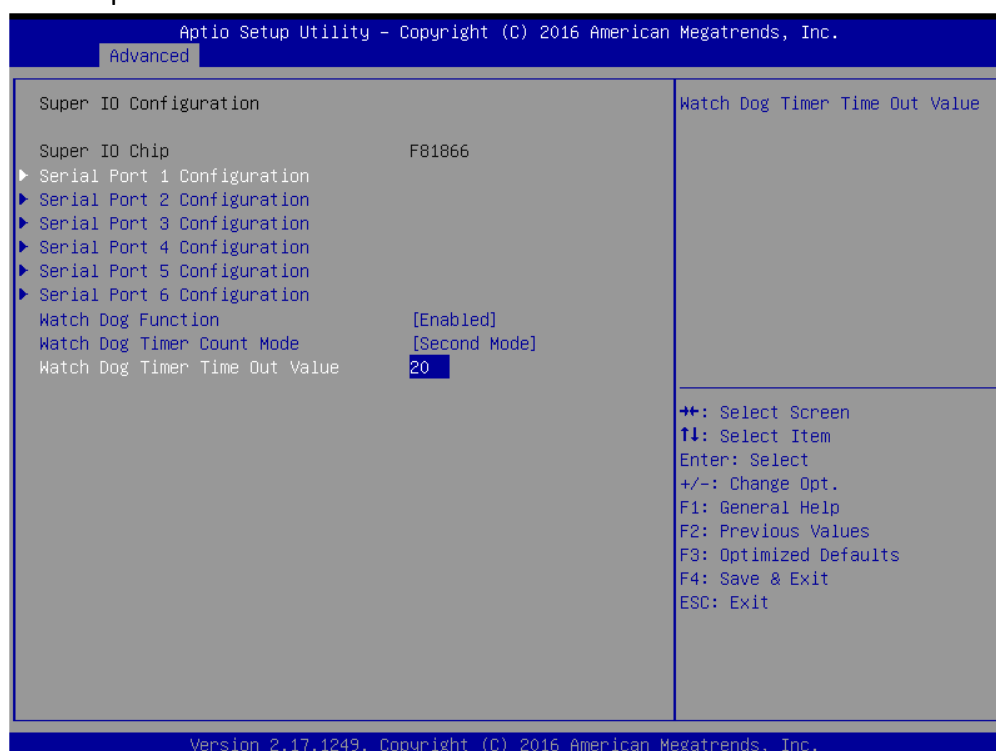 Aptio Setup Utility – Copyright (C) 2016 American Megatrends, Inc.
Advanced
Super IO Configuration
Super IO Chip F81866
Serial Port 1 Configuration
Serial Port 2 Configuration
Serial Port 3 Configuration
Serial Port 4 Configuration
Serial Port 5 Configuration
Serial Port 6 Configuration
Watch Dog Function [Enabled]
Watch Dog Timer Count Mode [Second Mode]
Watch Dog Timer Time Out Value 20
Watch Dog Timer Time Out Value
→←: Select Screen
↑↓: Select Item
Enter: Select
+/-: Change Opt.
F1: General Help
F2: Previous Values
F3: Optimized Defaults
F4: Save & Exit
ESC: Exit
Version 2.17.1249. Copyright (C) 2016 American Megatrends, Inc.